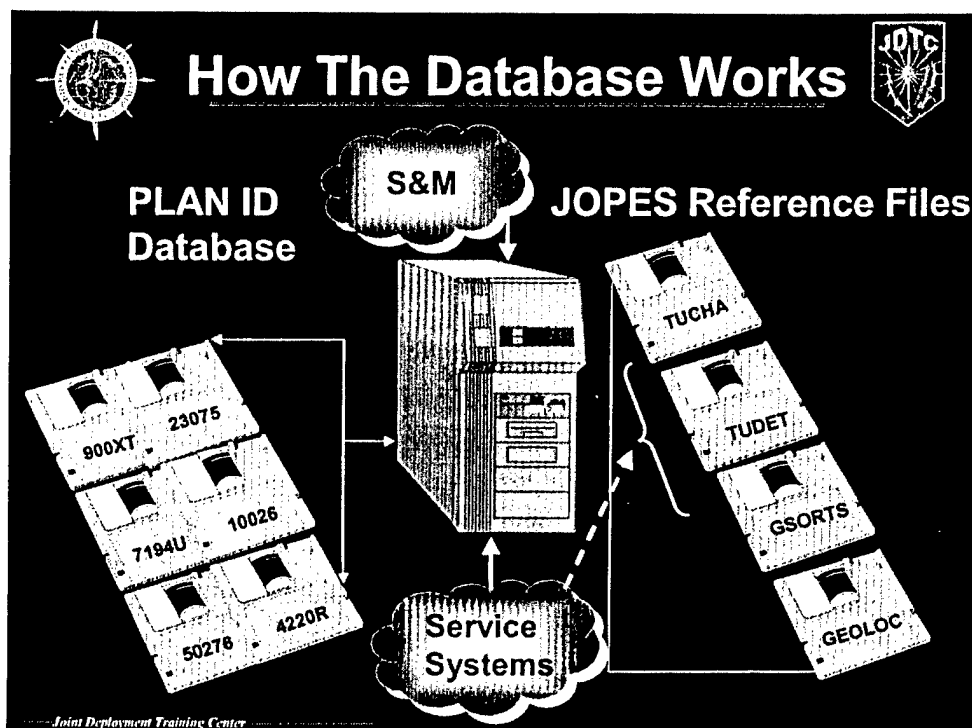 JDTC
How The Database Works
S&M
PLAN ID
Database
JOPES Reference Files
TUCHA
TUDET
GSORTS
GEOLOC
900XT
23075
7194U
10026
50276
4220R
Service
Systems
Joint Deployment Training Center